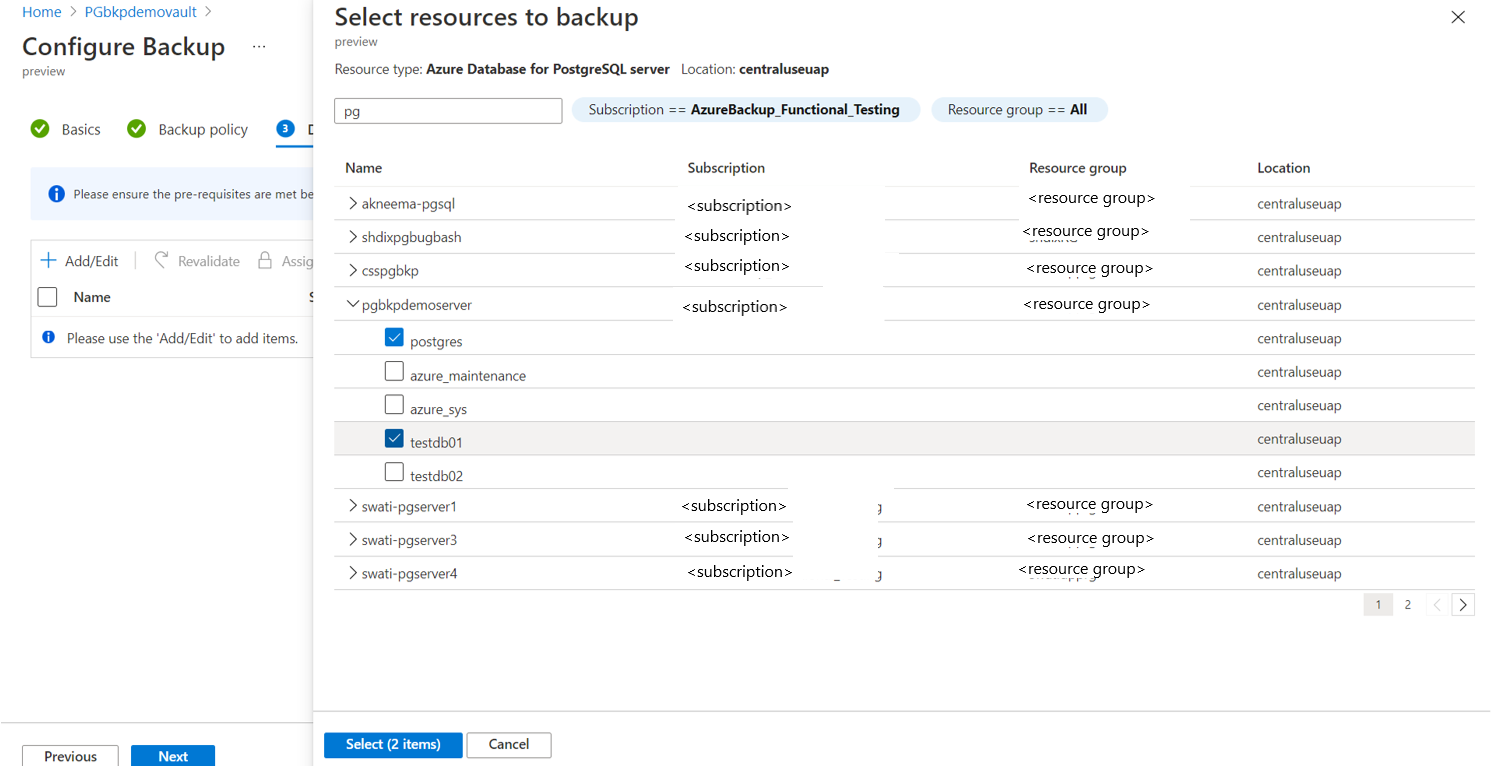 Home > PGbkpdemovault >
Configure Backup ...
preview
Basics Backup policy 3
Please ensure the pre-requisites are met be
+ Add/Edit Revalidate Assig
Name
Please use the 'Add/Edit' to add items.
Previous Next
Select resources to backup
preview
Resource type: Azure Database for PostgreSQL server Location: centraluseuap
pg Subscription == AzureBackup_Functional_Testing Resource group == All
Name Subscription Resource group Location
akneema-pgsql <subscription> <resource group> centraluseuap
shdixpgbugbash <subscription> <resource group> centraluseuap
csspgbkp <subscription> <resource group> centraluseuap
pgbkpdemoserver <subscription> <resource group> centraluseuap
postgres centraluseuap
azure_maintenance centraluseuap
azure_sys centraluseuap
testdb01 centraluseuap
testdb02 centraluseuap
swati-pgserver1 <subscription> <resource group> centraluseuap
swati-pgserver3 <subscription> <resource group> centraluseuap
swati-pgserver4 <subscription> <resource group> centraluseuap
1 2
Select (2 items) Cancel